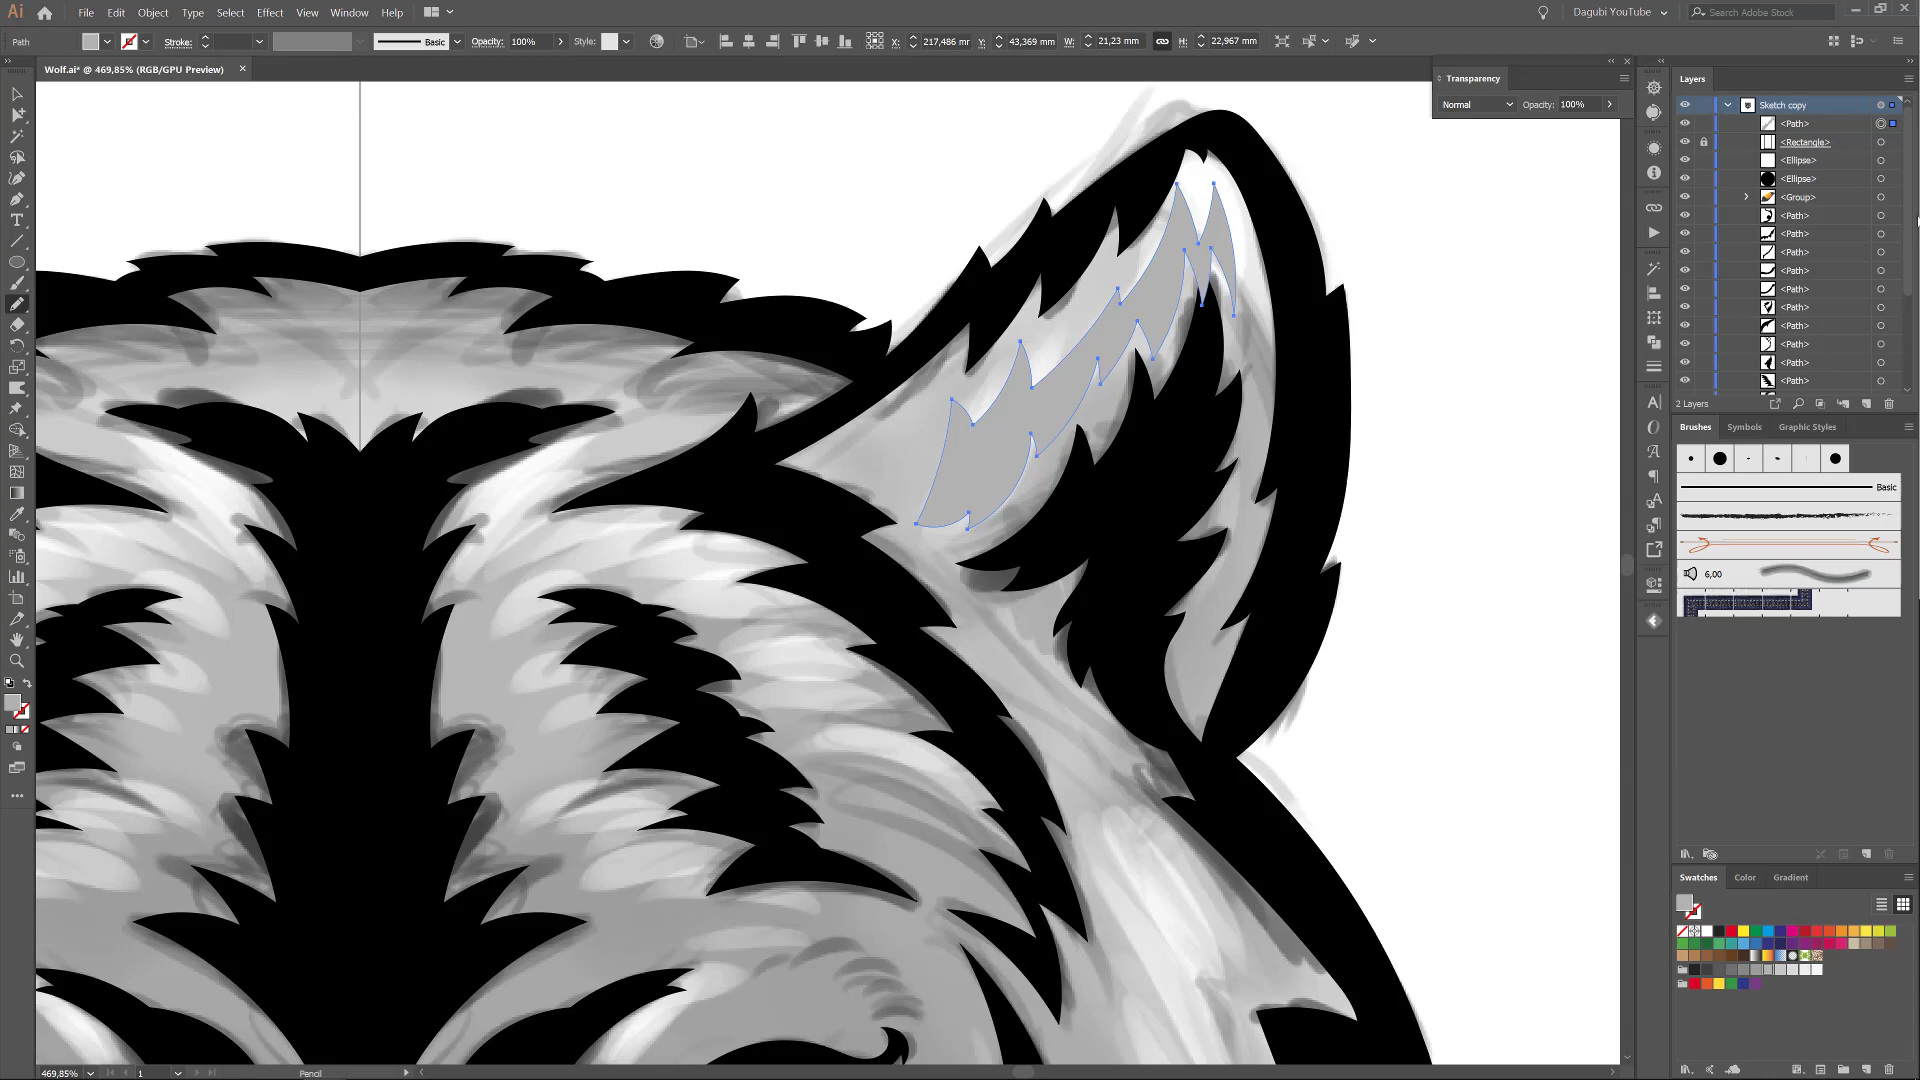 Ai File Edit Object Type Select Effect View Window Help Dagubi YouTube Search Adobe Stock
Path Stroke: Basic Opacity: 100% Style: X: 217,486 mr Y: 43,369 mm W: 21,23 mm H: 22,967 mm
Wolf.ai* @ 469,85% (RGB/GPU Preview)
Transparency
Normal Opacity: 100%
Layers
Sketch copy
<Path>
<Rectangle>
<Ellipse>
<Ellipse>
<Group>
<Path>
<Path>
<Path>
<Path>
<Path>
<Path>
<Path>
<Path>
<Path>
<Path>
2 Layers
Brushes Symbols Graphic Styles
Basic
6,00
Swatches Color Gradient
469,85% 1 Pencil